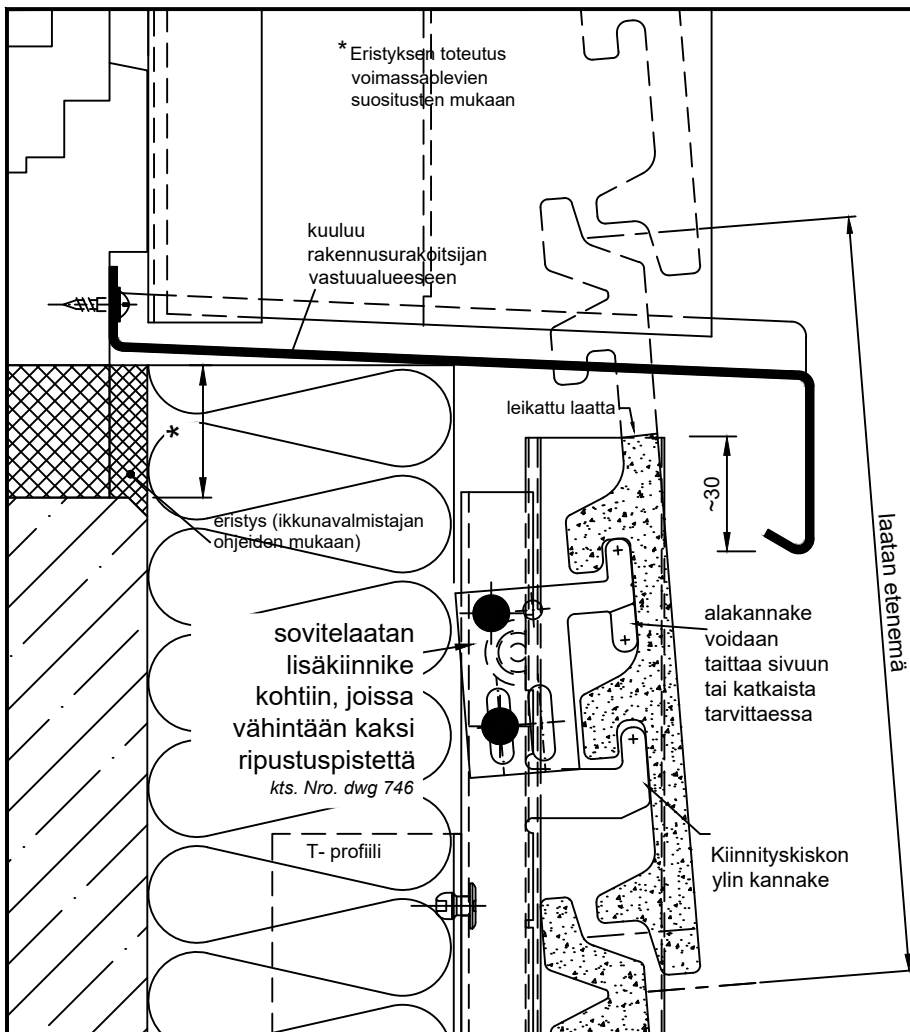 * Eristyksen toteutus
voimassaolevien
suositusten mukaan
kuuluu
rakennusurakoitsijan
vastuualueeseen
leikattu laatta
*
~30
eristys (ikkunavalmistajan
ohjeiden mukaan)
laatan etenemä
sovitelaatan
lisäkiinnike
kohtiin, joissa
vähintään kaksi
ripustuspistettä
kts. Nro. dwg 746
alakannake
voidaan
taittaa sivuun
tai katkaista
tarvittaessa
T- profiili
Kiinnityskiskon
ylin kannake